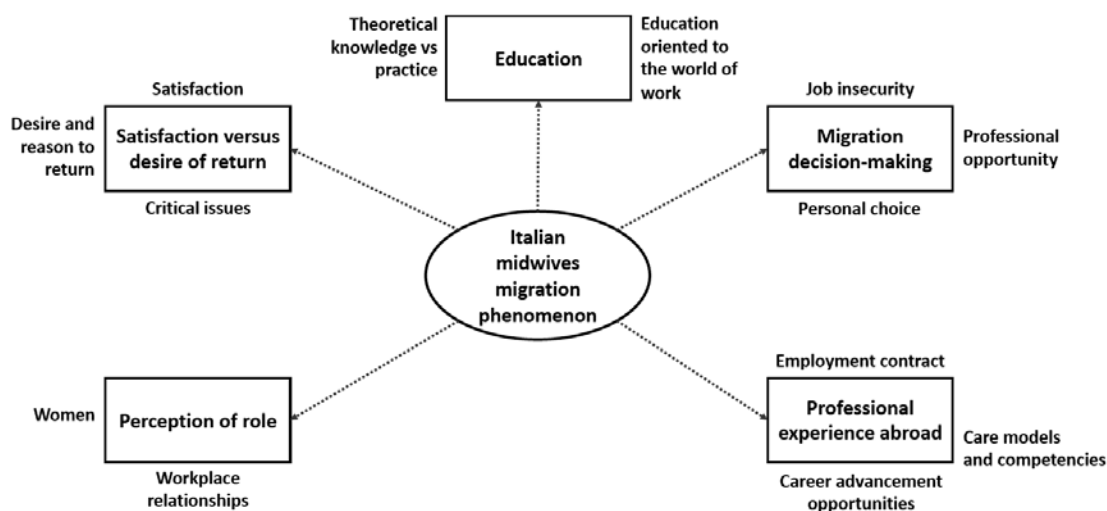 Theoretical
knowledge vs
practice
Education
Education
oriented to
the world of
work
Satisfaction
Desire and
reason to
return
Satisfaction versus
desire of return
Critical issues
Job insecurity
Migration
decision-making
Professional
opportunity
Personal choice
Italian
midwives
migration
phenomenon
Women
Perception of role
Workplace
relationships
Employment contract
Professional
experience abroad
Care models
and competencies
Career advancement
opportunities